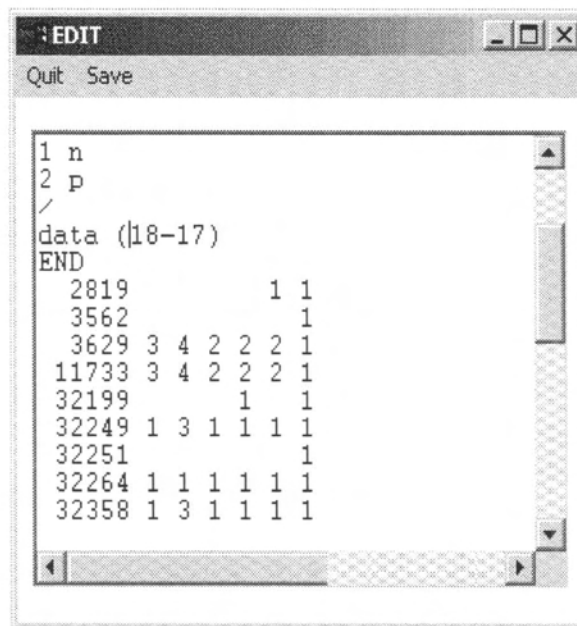 EDIT
Quit Save
1 n
2 p
/
data (18-17)
END
2819 1 1
3562 1
3629 3 4 2 2 2 1
11733 3 4 2 2 2 1
32199 1 1
32249 1 3 1 1 1 1
32251 1
32264 1 1 1 1 1 1
32358 1 3 1 1 1 1